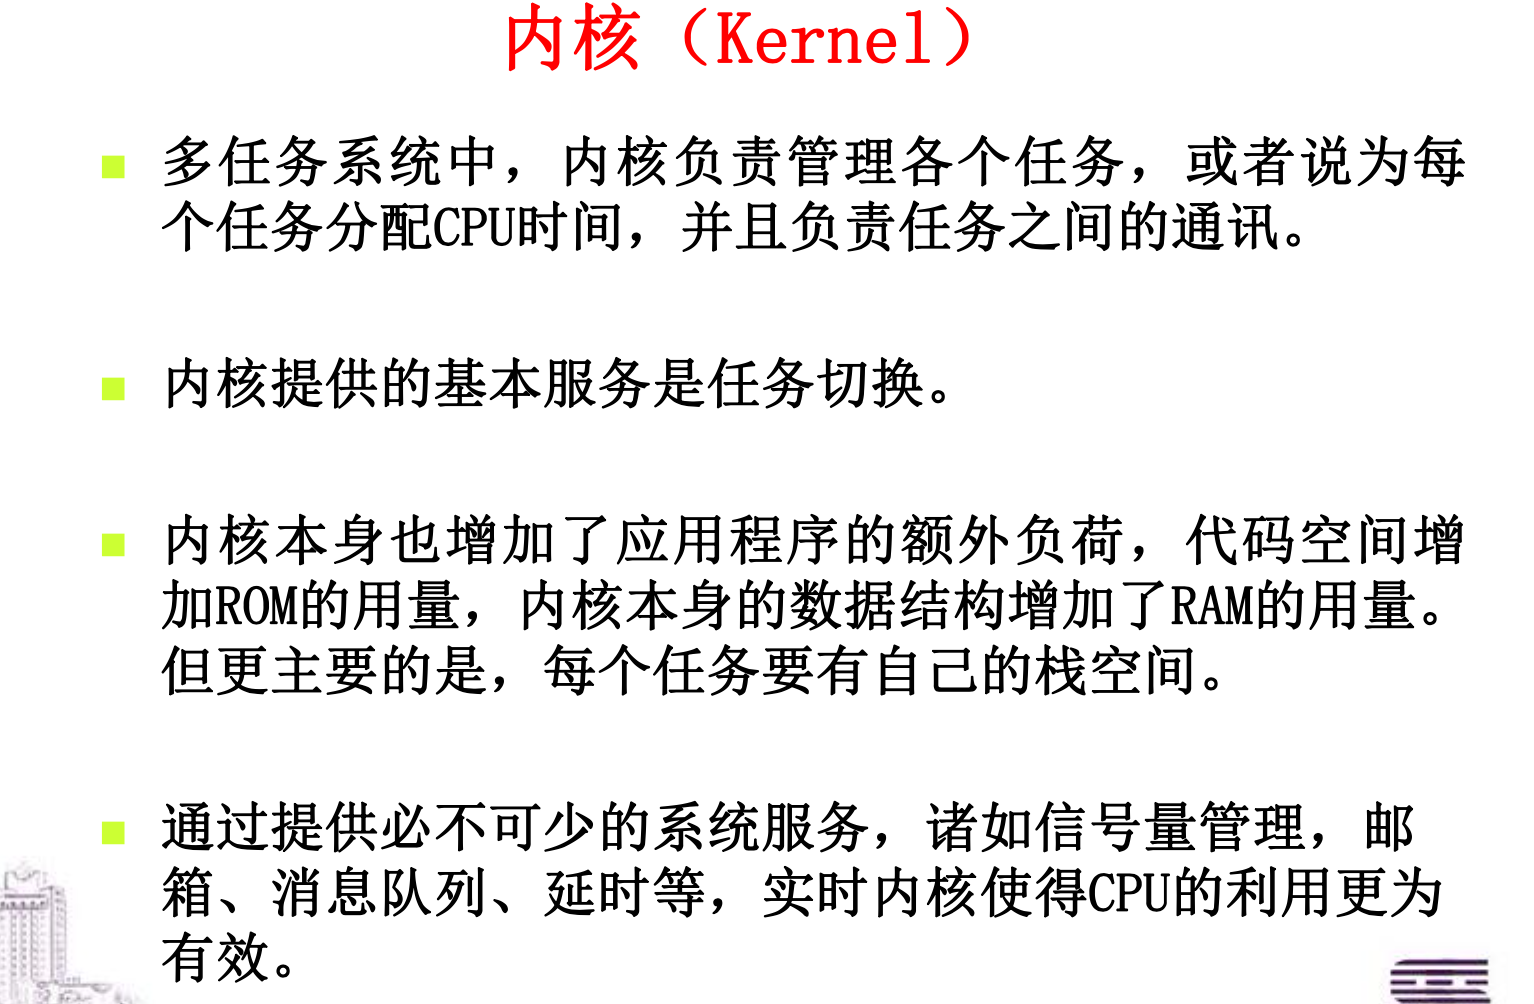 内核（Kernel）
多任务系统中，内核负责管理各个任务，或者说为每
个任务分配CPU时间，并且负责任务之间的通讯。
内核提供的基本服务是任务切换。
内核本身也增加了应用程序的额外负荷，代码空间增
加ROM的用量，内核本身的数据结构增加了RAM的用量。
但更主要的是，每个任务要有自己的栈空间。
通过提供必不可少的系统服务，诸如信号量管理，邮
箱、消息队列、延时等，实时内核使得CPU的利用更为
有效。